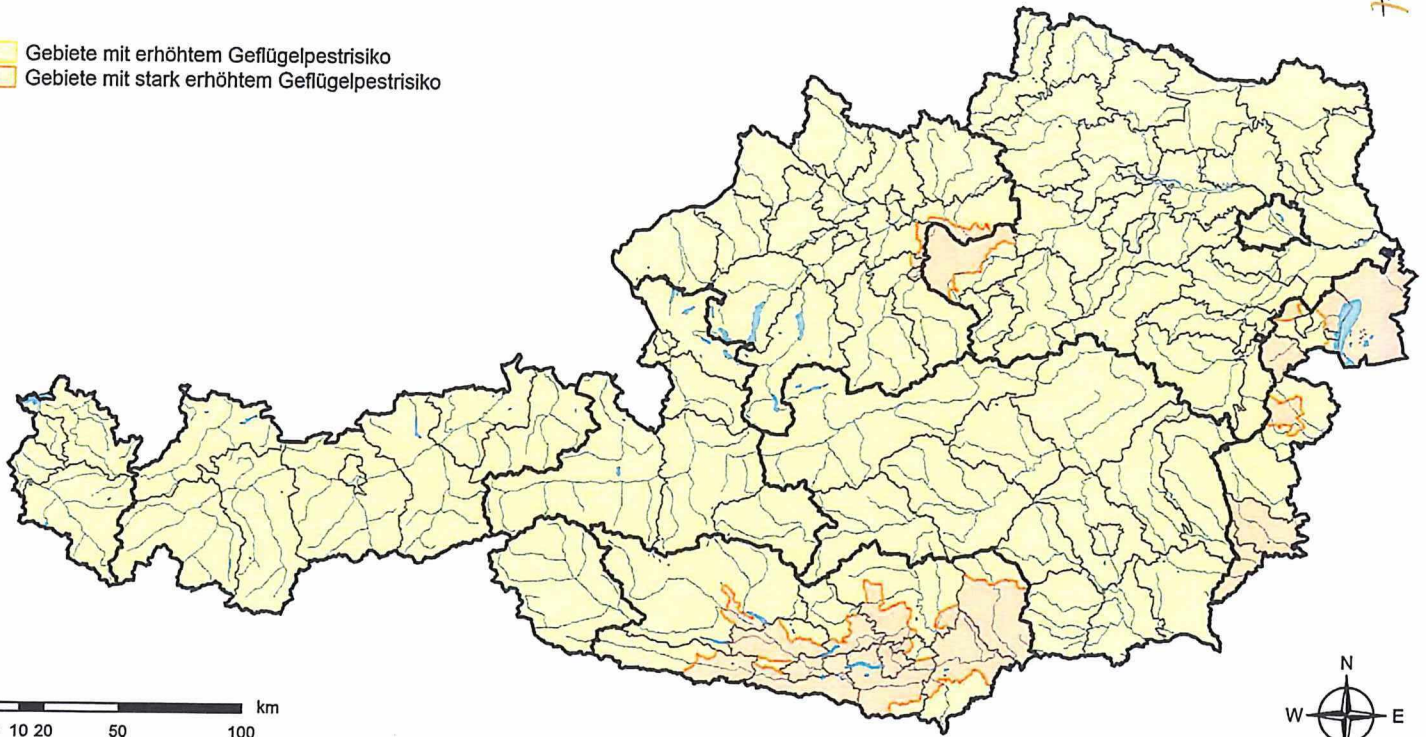 Gebiete mit erhöhtem Geflügelpestrisiko
Gebiete mit stark erhöhtem Geflügelpestrisiko
km
10 20 50 100
N
W E